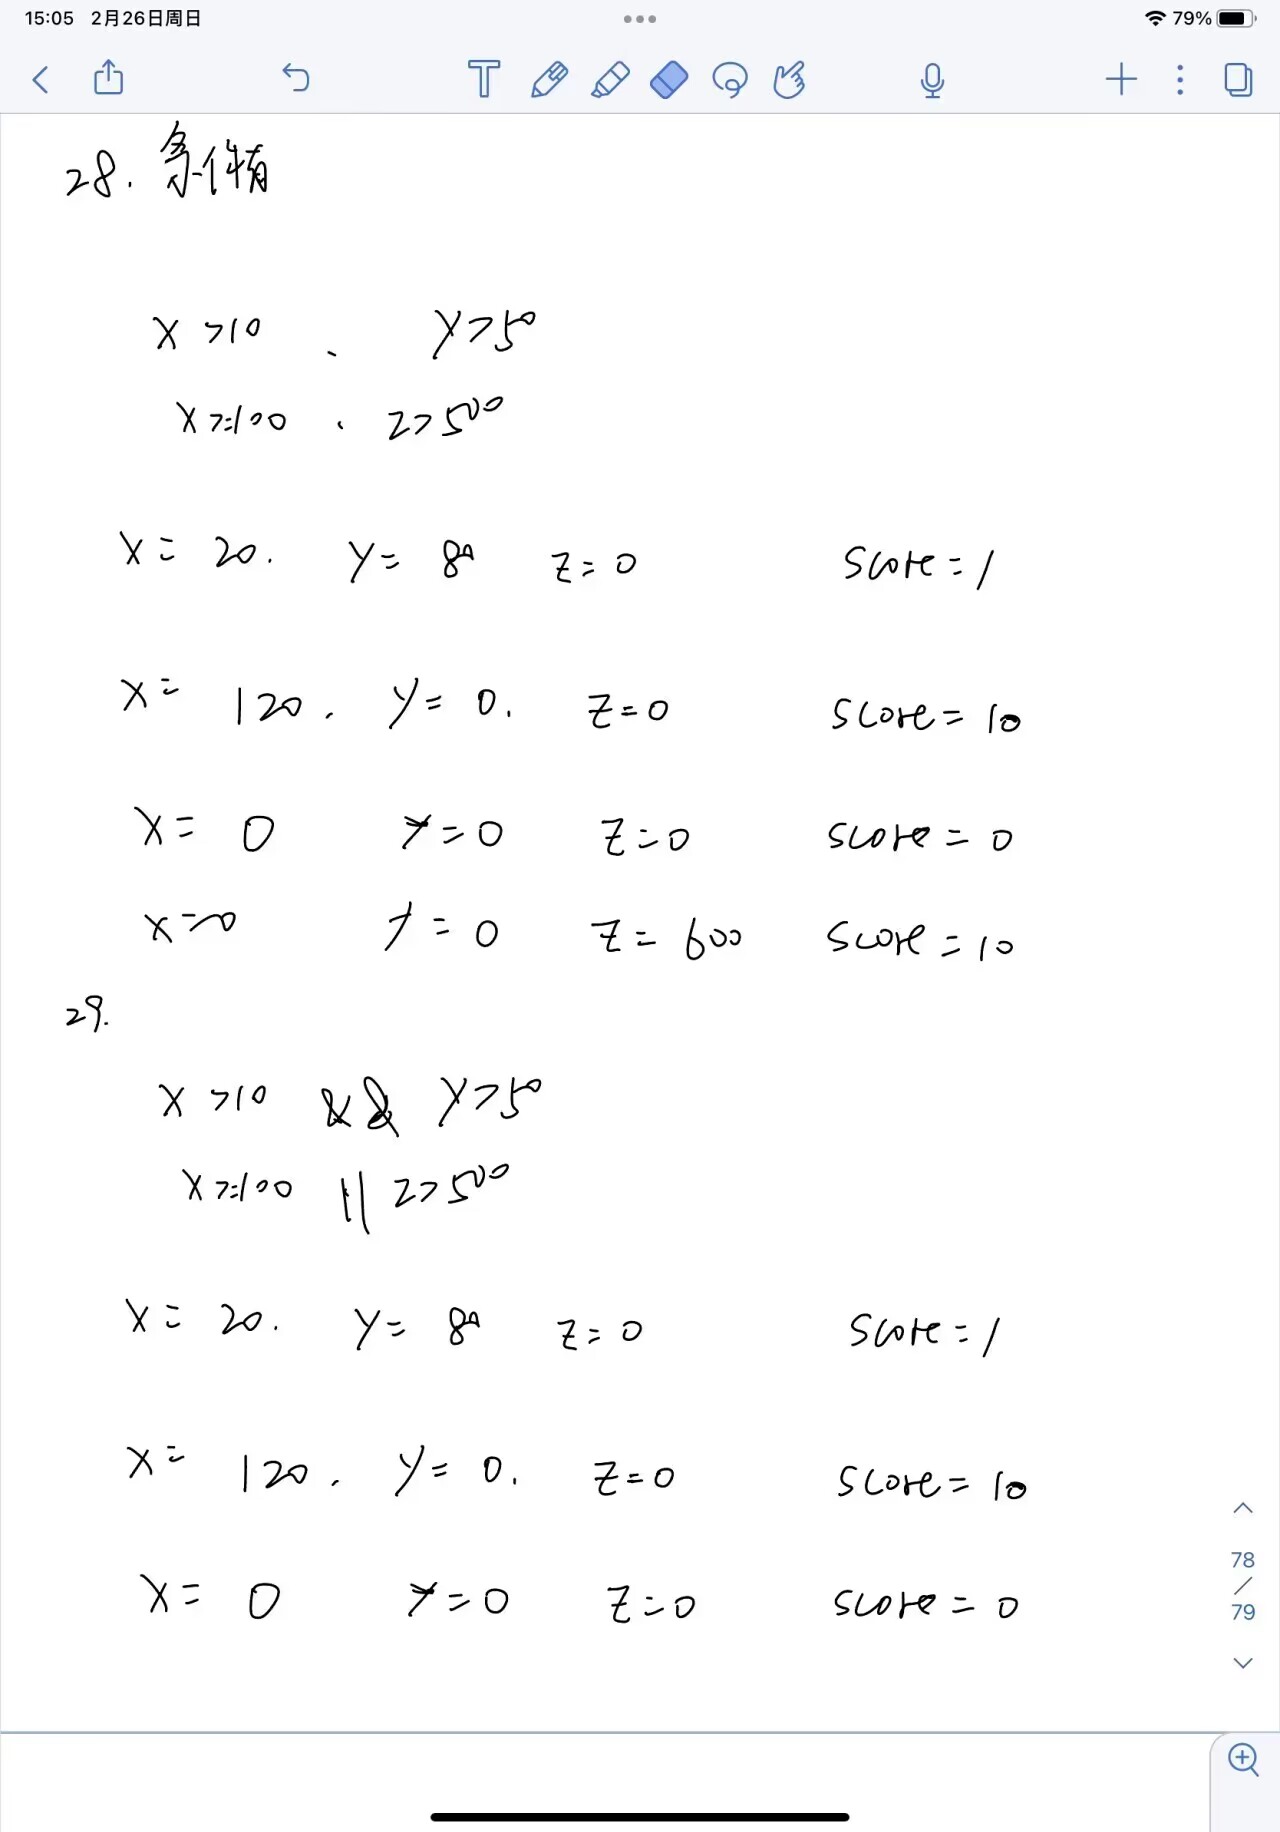 15:05 2月26日周日 79%
28. 条件有
x >10 . y>50
x>=100 . z>500
x= 20. y= 80 z=0 score=1
x= 120. y= 0. z=0 score=10
x= 0 y=0 z=0 score=0
x=0 y=0 z=600 score=10
29.
x >10 && y>50
x>=100 || z>500
x= 20. y= 80 z=0 score=1
x= 120. y= 0. z=0 score=10
x= 0 y=0 z=0 score=0
78
/
79